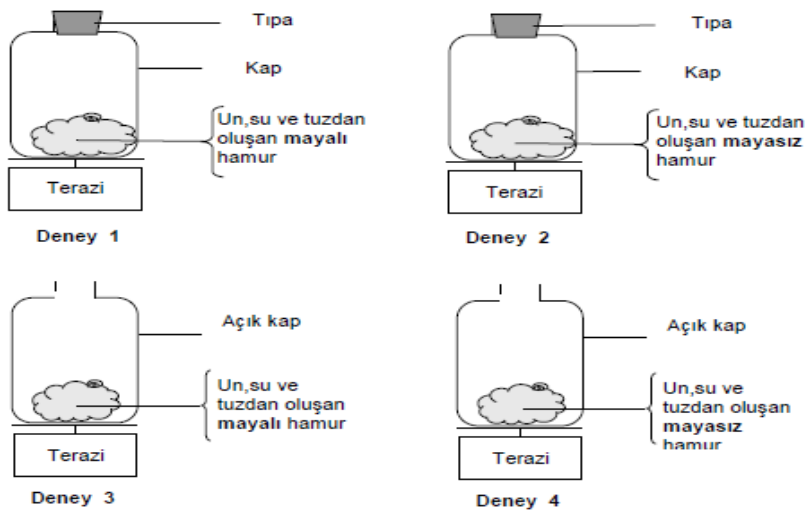 Tıpa
Kap
Un,su ve tuzdan
oluşan mayalı
hamur
Terazi
Deney 1
Tıpa
Kap
Un,su ve tuzdan
oluşan mayasız
hamur
Terazi
Deney 2
Açık kap
Un,su ve
tuzdan oluşan
mayalı hamur
Terazi
Deney 3
Açık kap
Un,su ve
tuzdan oluşan
mayasız
hamur
Terazi
Deney 4